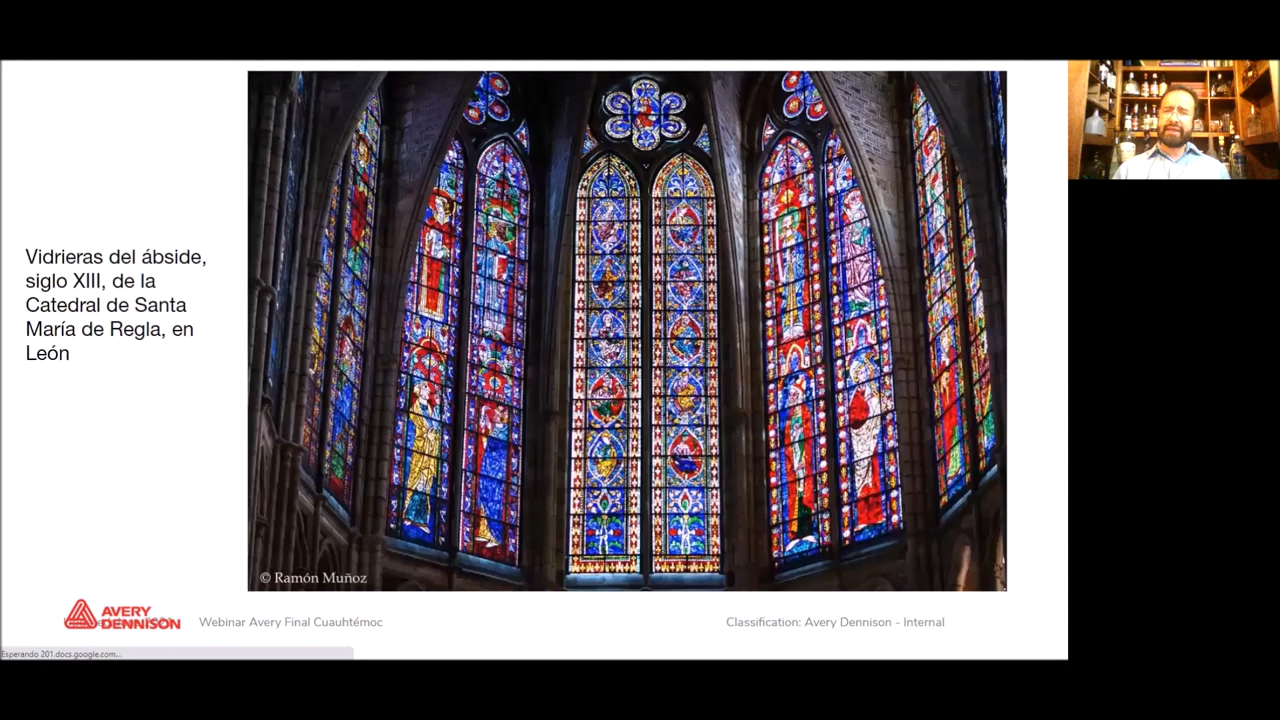 Vidrieras del ábside,
siglo XIII, de la
Catedral de Santa
María de Regla, en
León
© Ramón Muñoz
AVERY
DENNISON
Webinar Avery Final Cuauhtémoc
Classification: Avery Dennison - Internal
Esperando 201.docs.google.com...